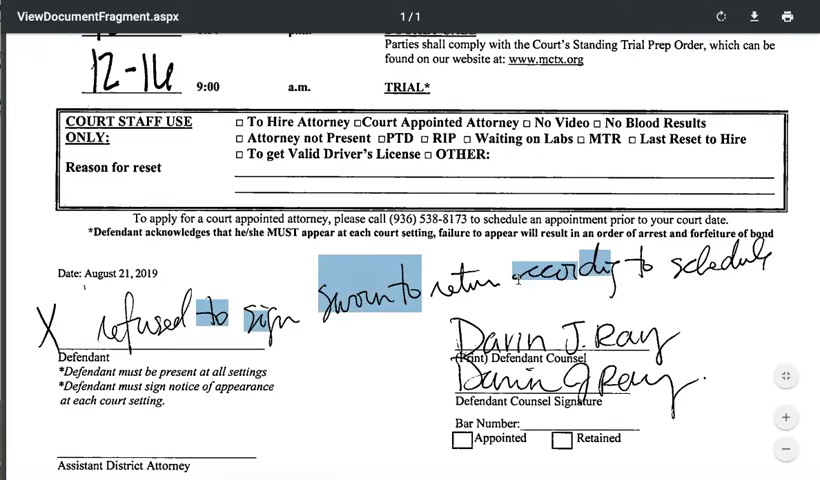 ViewDocumentFragment.aspx 1 / 1
Parties shall comply with the Court's Standing Trial Prep Order, which can be
found on our website at: www.mctx.org
12-16 9:00 a.m. TRIAL*
COURT STAFF USE ONLY:
Reason for reset
□ To Hire Attorney □Court Appointed Attorney □ No Video □ No Blood Results
□ Attorney not Present □PTD □ RIP □ Waiting on Labs □ MTR □ Last Reset to Hire
□ To get Valid Driver's License □ OTHER:
To apply for a court appointed attorney, please call (936) 538-8173 to schedule an appointment prior to your court date.
*Defendant acknowledges that he/she MUST appear at each court setting, failure to appear will result in an order of arrest and forfeiture of bond
Date: August 21, 2019
X refused to sign sworn to return according to schedule
Defendant
*Defendant must be present at all settings
*Defendant must sign notice of appearance
at each court setting.
Darin J. Ray
(Print) Defendant Counsel
Darin J Ray
Defendant Counsel Signature
Bar Number:
Appointed Retained
Assistant District Attorney